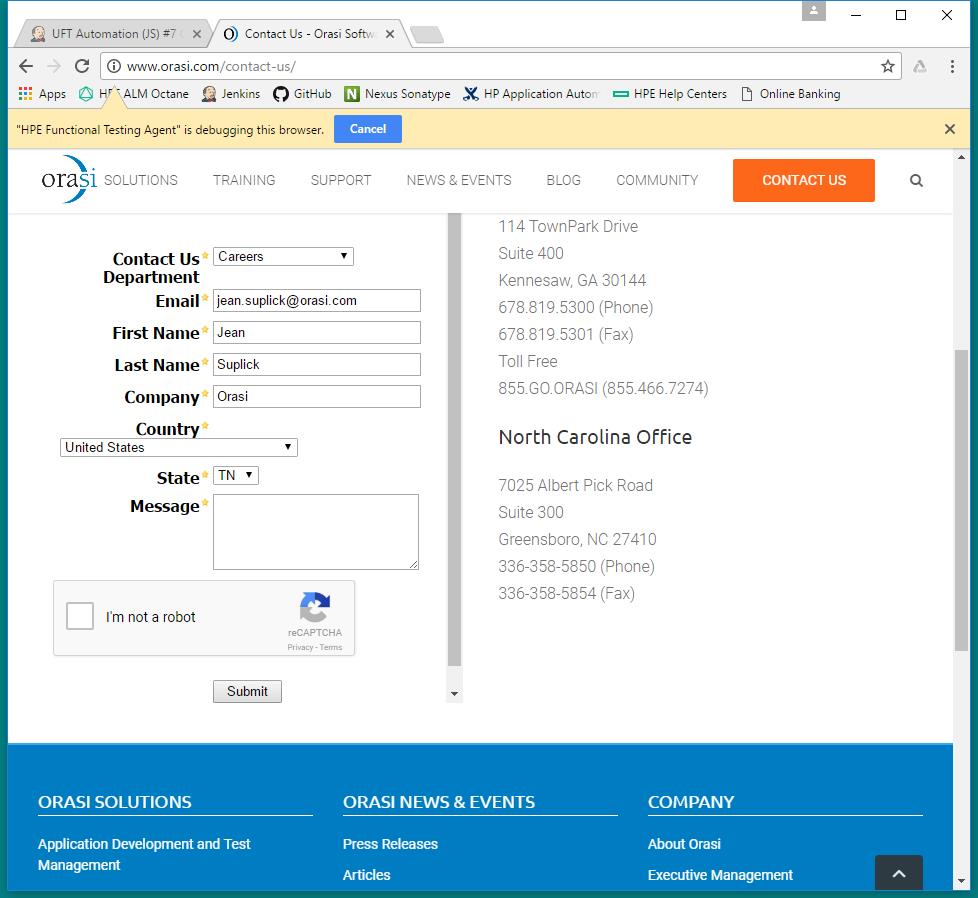 UFT Automation (JS) #7
Contact Us - Orasi Softw
www.orasi.com/contact-us/
Apps
ALM Octane
Jenkins
GitHub
Nexus Sonatype
HP Application Autom
HPE Help Centers
Online Banking
"HPE Functional Testing Agent" is debugging this browser.
Cancel
orasi
SOLUTIONS
TRAINING
SUPPORT
NEWS & EVENTS
BLOG
COMMUNITY
CONTACT US
Contact Us
Department
Careers
Email
jean.suplick@orasi.com
First Name
Jean
Last Name
Suplick
Company
Orasi
Country
United States
State
TN
Message
I'm not a robot
reCAPTCHA
Privacy - Terms
Submit
114 TownPark Drive
Suite 400
Kennesaw, GA 30144
678.819.5300 (Phone)
678.819.5301 (Fax)
Toll Free
855.GO.ORASI (855.466.7274)
North Carolina Office
7025 Albert Pick Road
Suite 300
Greensboro, NC 27410
336-358-5850 (Phone)
336-358-5854 (Fax)
ORASI SOLUTIONS
Application Development and Test
Management
ORASI NEWS & EVENTS
Press Releases
Articles
COMPANY
About Orasi
Executive Management